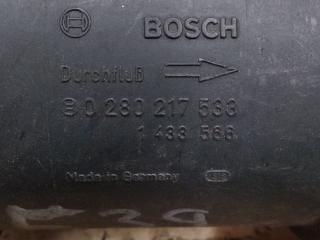 BOSCH
Durchfluß
0 280 217 533
1 433 566
Made in Germany